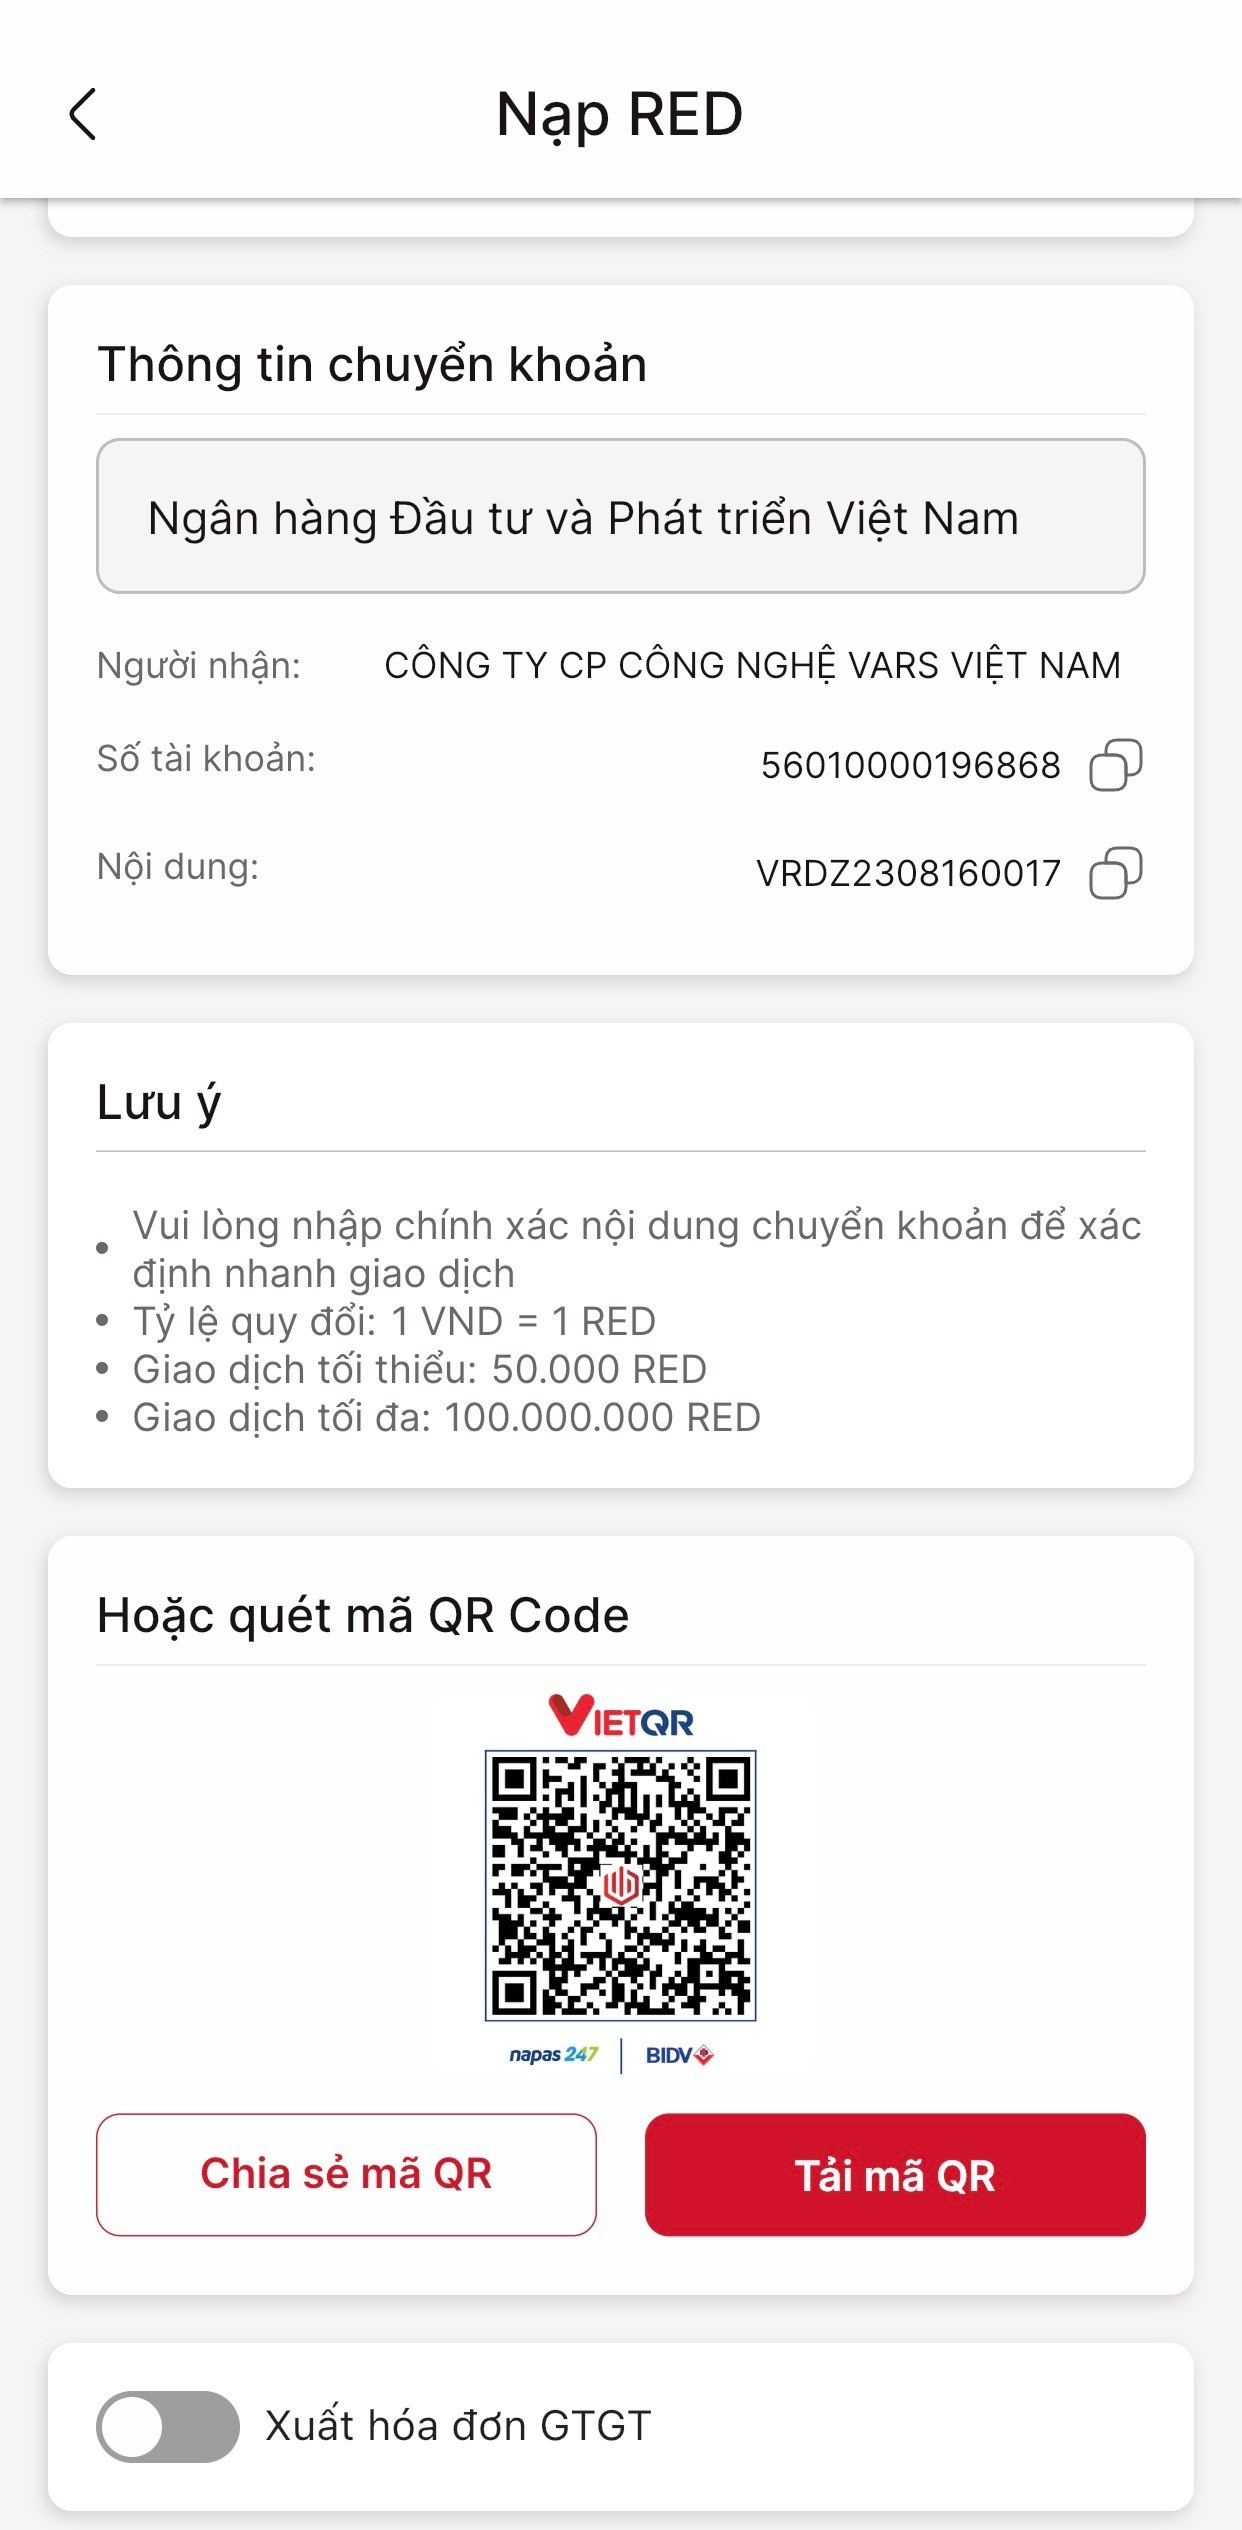 Nạp RED
Thông tin chuyển khoản
Ngân hàng Đầu tư và Phát triển Việt Nam
Người nhận: CÔNG TY CP CÔNG NGHỆ VARS VIỆT NAM
Số tài khoản: 56010000196868
Nội dung: VRDZ2308160017
Lưu ý
• Vui lòng nhập chính xác nội dung chuyển khoản để xác
định nhanh giao dịch
• Tỷ lệ quy đổi: 1 VND = 1 RED
• Giao dịch tối thiểu: 50.000 RED
• Giao dịch tối đa: 100.000.000 RED
Hoặc quét mã QR Code
VIETQR
napas 247 | BIDV
Chia sẻ mã QR
Tải mã QR
Xuất hóa đơn GTGT